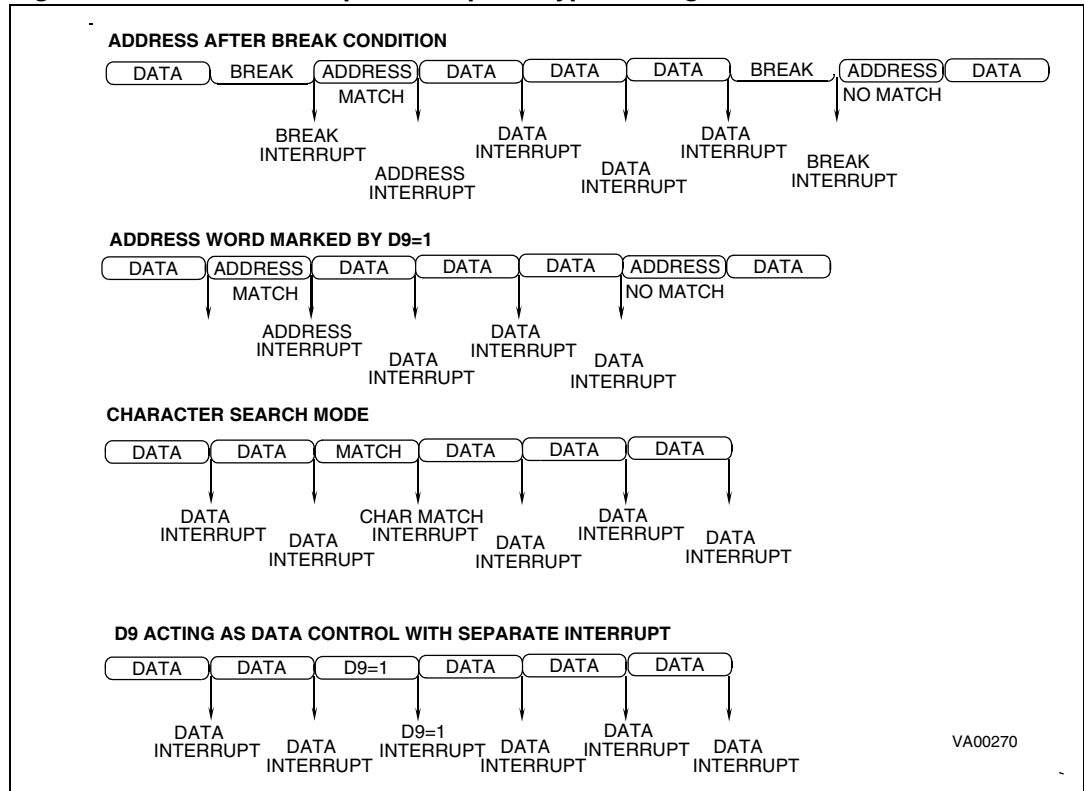 ADDRESS AFTER BREAK CONDITION
DATA BREAK ADDRESS DATA DATA DATA BREAK ADDRESS DATA
MATCH NO MATCH
BREAK INTERRUPT
ADDRESS INTERRUPT
DATA INTERRUPT
DATA INTERRUPT
DATA INTERRUPT
BREAK INTERRUPT
ADDRESS WORD MARKED BY D9=1
DATA ADDRESS DATA DATA DATA ADDRESS DATA
MATCH NO MATCH
ADDRESS INTERRUPT
DATA INTERRUPT
DATA INTERRUPT
DATA INTERRUPT
CHARACTER SEARCH MODE
DATA DATA MATCH DATA DATA DATA
DATA INTERRUPT
DATA INTERRUPT
CHAR MATCH INTERRUPT
DATA INTERRUPT
DATA INTERRUPT
DATA INTERRUPT
D9 ACTING AS DATA CONTROL WITH SEPARATE INTERRUPT
DATA DATA D9=1 DATA DATA DATA
DATA INTERRUPT
DATA INTERRUPT
D9=1 INTERRUPT
DATA INTERRUPT
DATA INTERRUPT
DATA INTERRUPT
VA00270